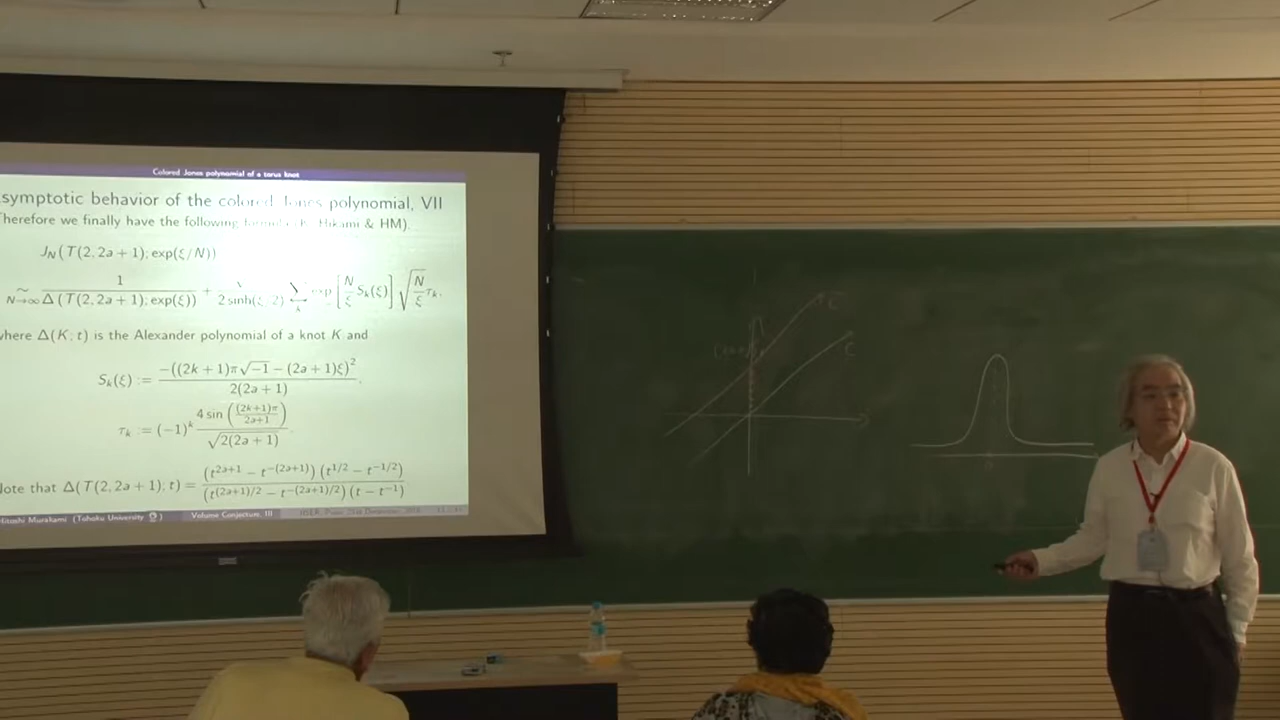 Colored Jones polynomial of a torus knot
symptotic behavior of the colored Jones polynomial, VII
Therefore we finally have the following formula (K. Hikami & HM).
J_N(T(2, 2a + 1); exp(ξ/N))
∼_{N→∞} 1/Δ(T(2, 2a + 1); exp(ξ)) + 1/(2 sinh(ξ/2)) ∑_k exp[N/ξ S_k(ξ)] √(N/ξ) τ_k,
where Δ(K; t) is the Alexander polynomial of a knot K and
S_k(ξ) := −((2k + 1)π√−1 − (2a + 1)ξ)²/2(2a + 1),
τ_k := (−1)^k 4 sin((2k+1)π/(2a+1))/√(2(2a + 1)).
Note that Δ(T(2, 2a + 1); t) = (t^{2a+1} − t^{−(2a+1)})(t^{1/2} − t^{−1/2})/(t^{(2a+1)/2} − t^{−(2a+1)/2})(t − t^{−1})
Hitoshi Murakami (Tohoku University) Volume Conjecture, III
C
C